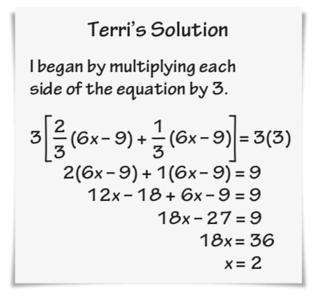 Terri's Solution
I began by multiplying each
side of the equation by 3.
3[2/3(6x – 9) + 1/3(6x – 9)] = 3(3)
2(6x – 9) + 1(6x – 9) = 9
12x – 18 + 6x – 9 = 9
18x – 27 = 9
18x = 36
x = 2